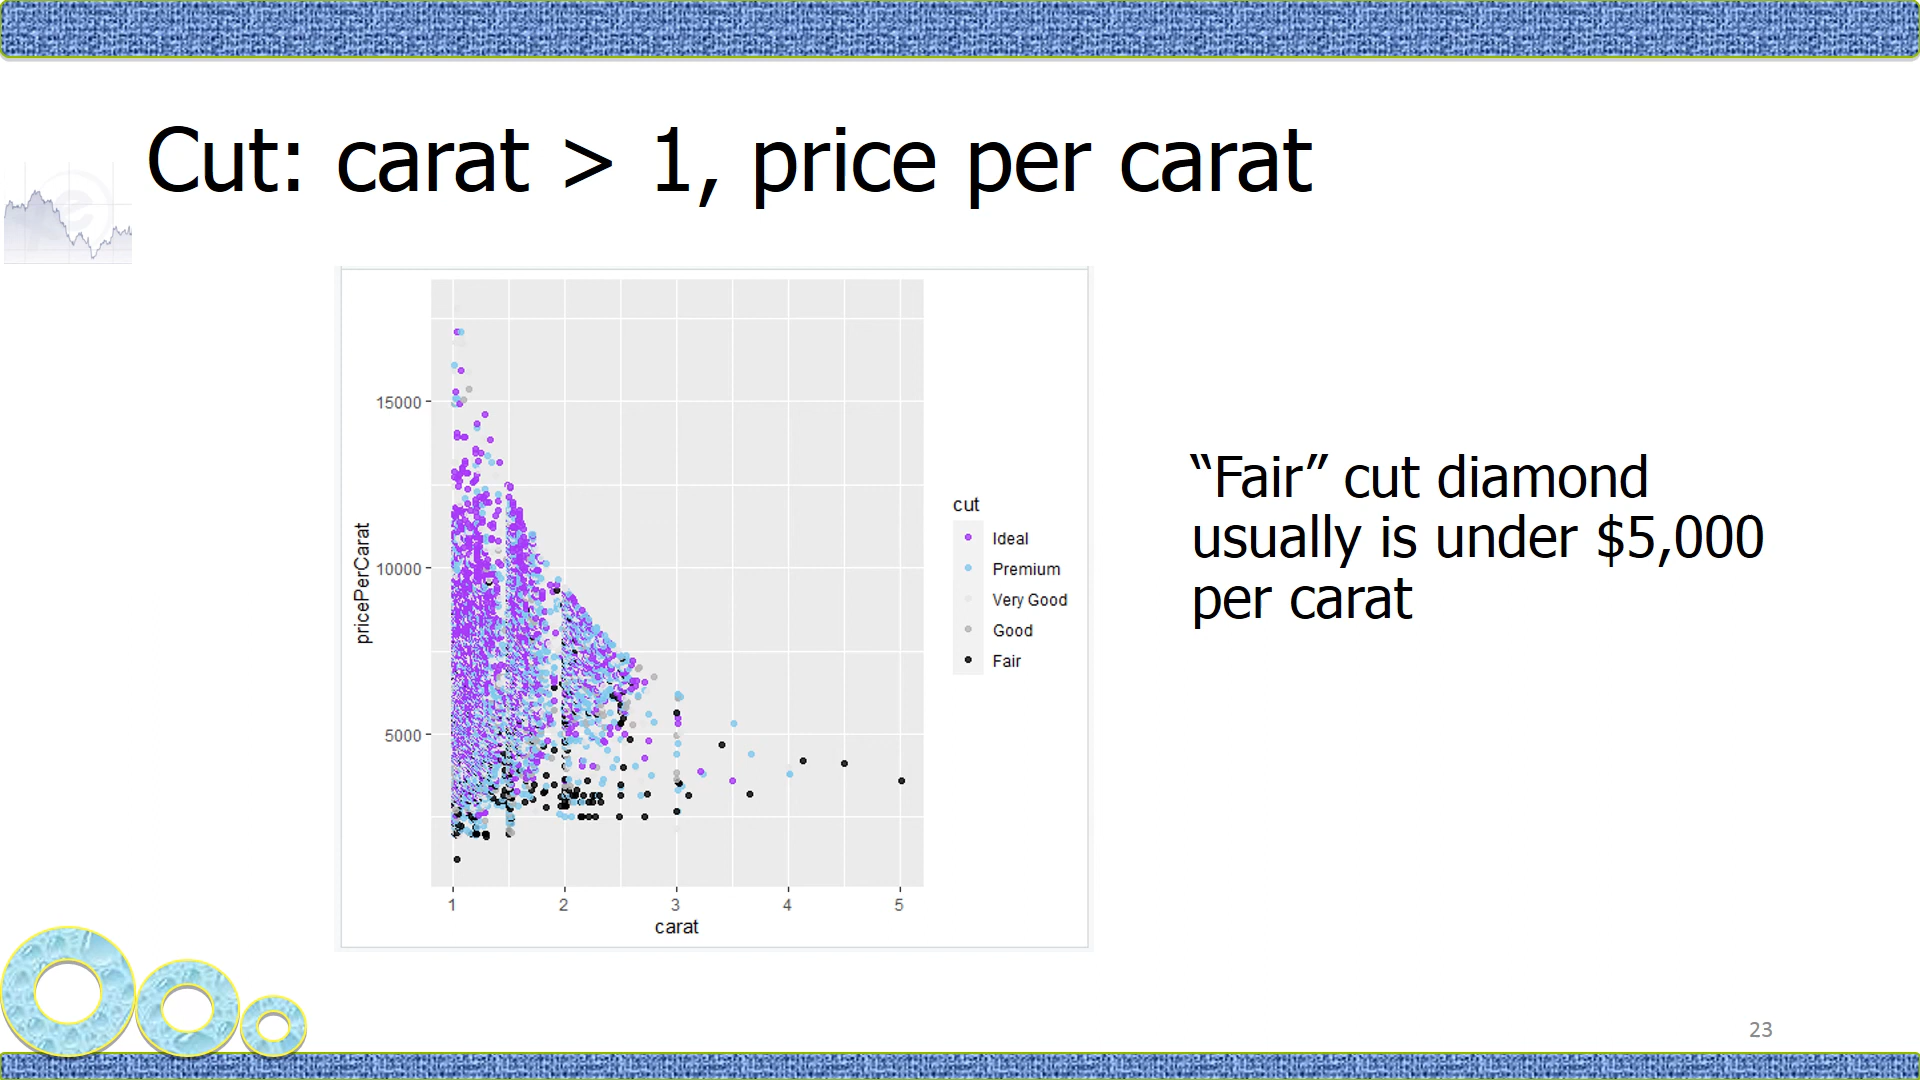 Cut: carat > 1, price per carat
15000
10000
5000
pricePerCarat
1 2 3 4 5
carat
cut
Ideal
Premium
Very Good
Good
Fair
“Fair” cut diamond
usually is under $5,000
per carat
23